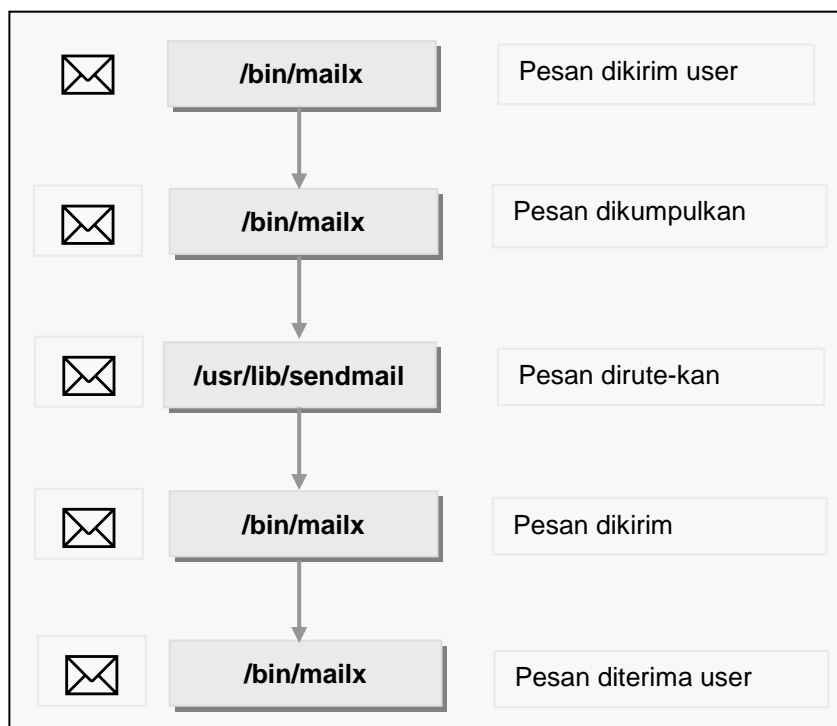 /bin/mailx Pesan dikirim user
/bin/mailx Pesan dikumpulkan
/usr/lib/sendmail Pesan dirute-kan
/bin/mailx Pesan dikirim
/bin/mailx Pesan diterima user